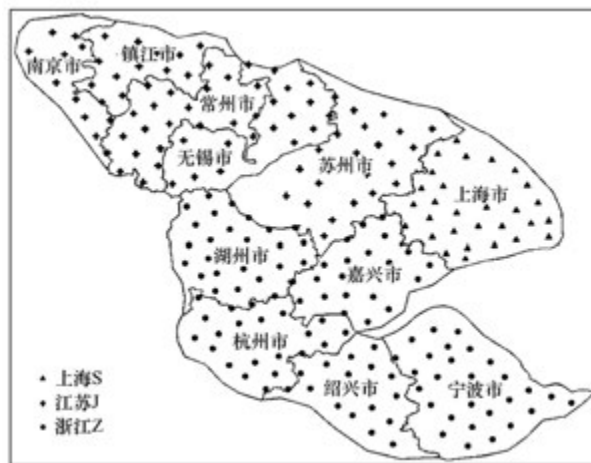 南京市
镇江市
常州市
无锡市
苏州市
上海市
湖州市
嘉兴市
杭州市
绍兴市
宁波市
上海S
江苏J
浙江Z